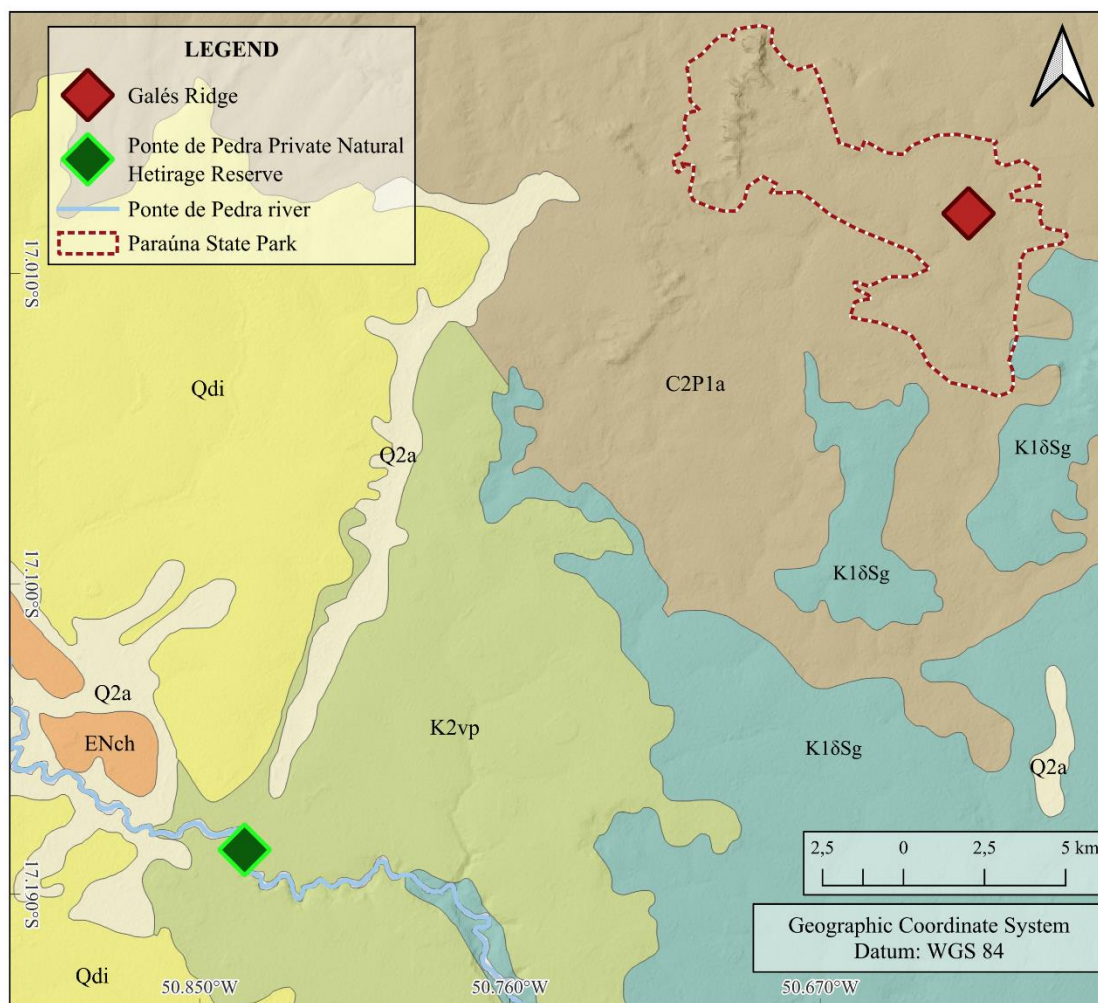 LEGEND
Galés Ridge
Ponte de Pedra Private Natural
Hetirage Reserve
Ponte de Pedra river
Paraúna State Park
17.010°S
Qdi
C2P1a
Q2a
K1δSg
17.100°S
K1δSg
Q2a
K2vp
ENch
K1δSg
Q2a
2,5 0 2,5 5 km
17.190°S
Geographic Coordinate System
Datum: WGS 84
Qdi
50.850°W 50.760°W 50.670°W